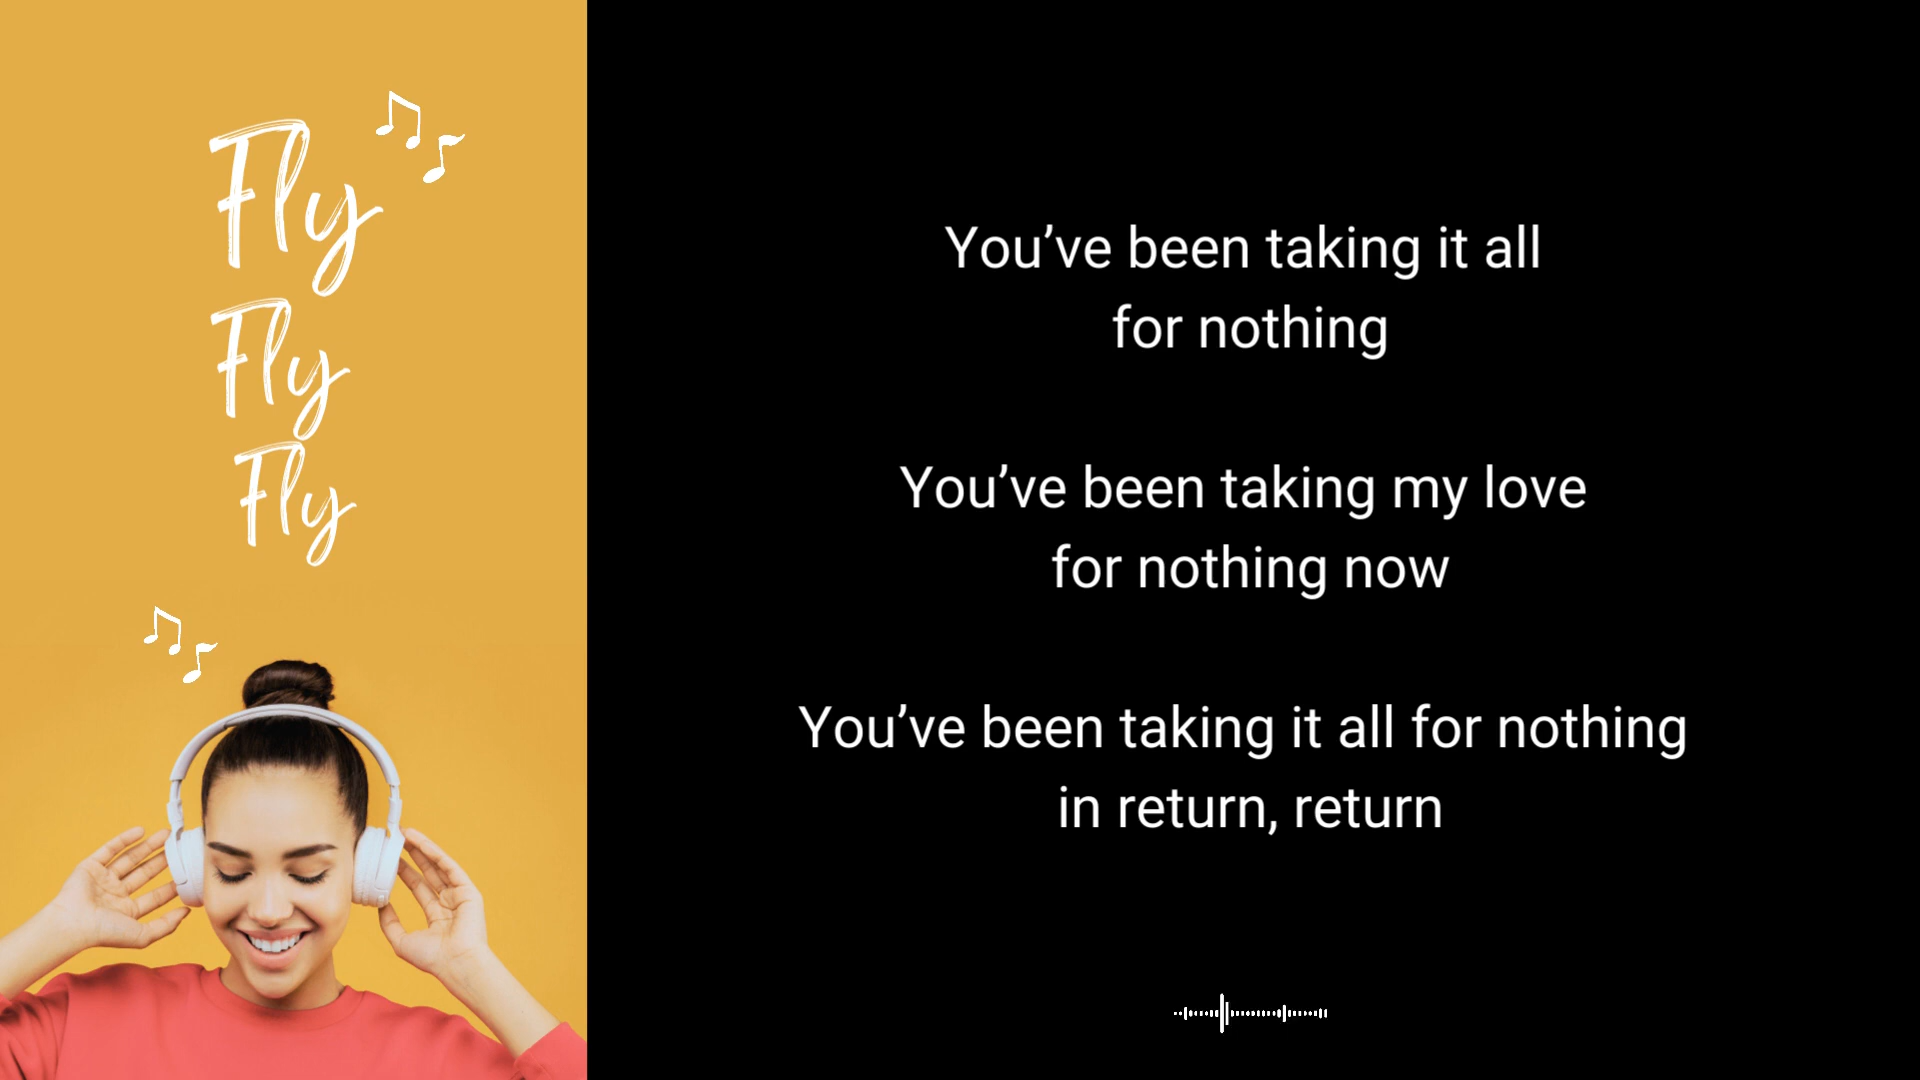 Fly
Fly
Fly
You’ve been taking it all
for nothing
You’ve been taking my love
for nothing now
You’ve been taking it all for nothing
in return, return